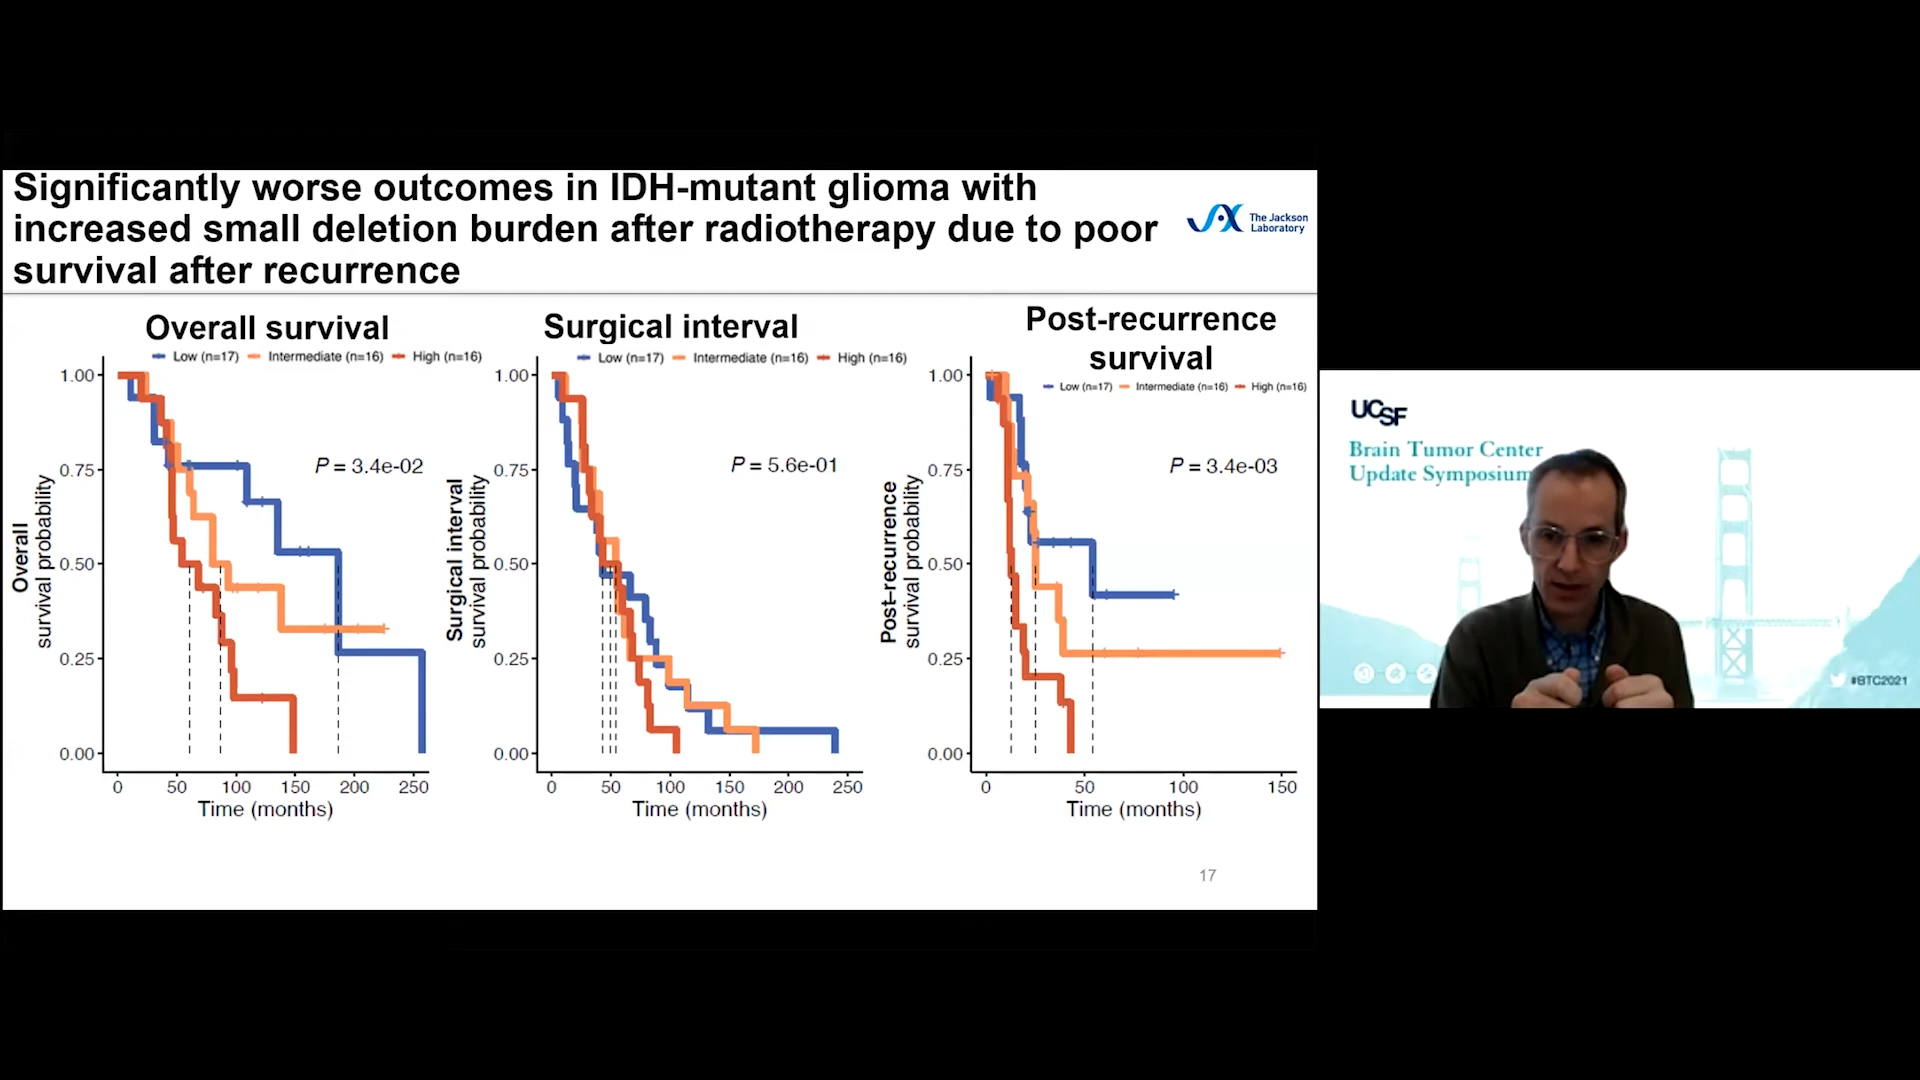 Significantly worse outcomes in IDH-mutant glioma with
increased small deletion burden after radiotherapy due to poor
survival after recurrence
The Jackson
Laboratory
Overall survival
Low (n=17) Intermediate (n=16) High (n=16)
Overall
survival probability
1.00
0.75
0.50
0.25
0.00
P = 3.4e-02
0 50 100 150 200 250
Time (months)
Surgical interval
Low (n=17) Intermediate (n=16) High (n=16)
Surgical interval
survival probability
1.00
0.75
0.50
0.25
0.00
P = 5.6e-01
0 50 100 150 200 250
Time (months)
Post-recurrence
survival
Low (n=17) Intermediate (n=16) High (n=16)
Post-recurrence
survival probability
1.00
0.75
0.50
0.25
0.00
P = 3.4e-03
0 50 100 150
Time (months)
17
UCSF
Brain Tumor Center
Update Symposium
#BTC2021